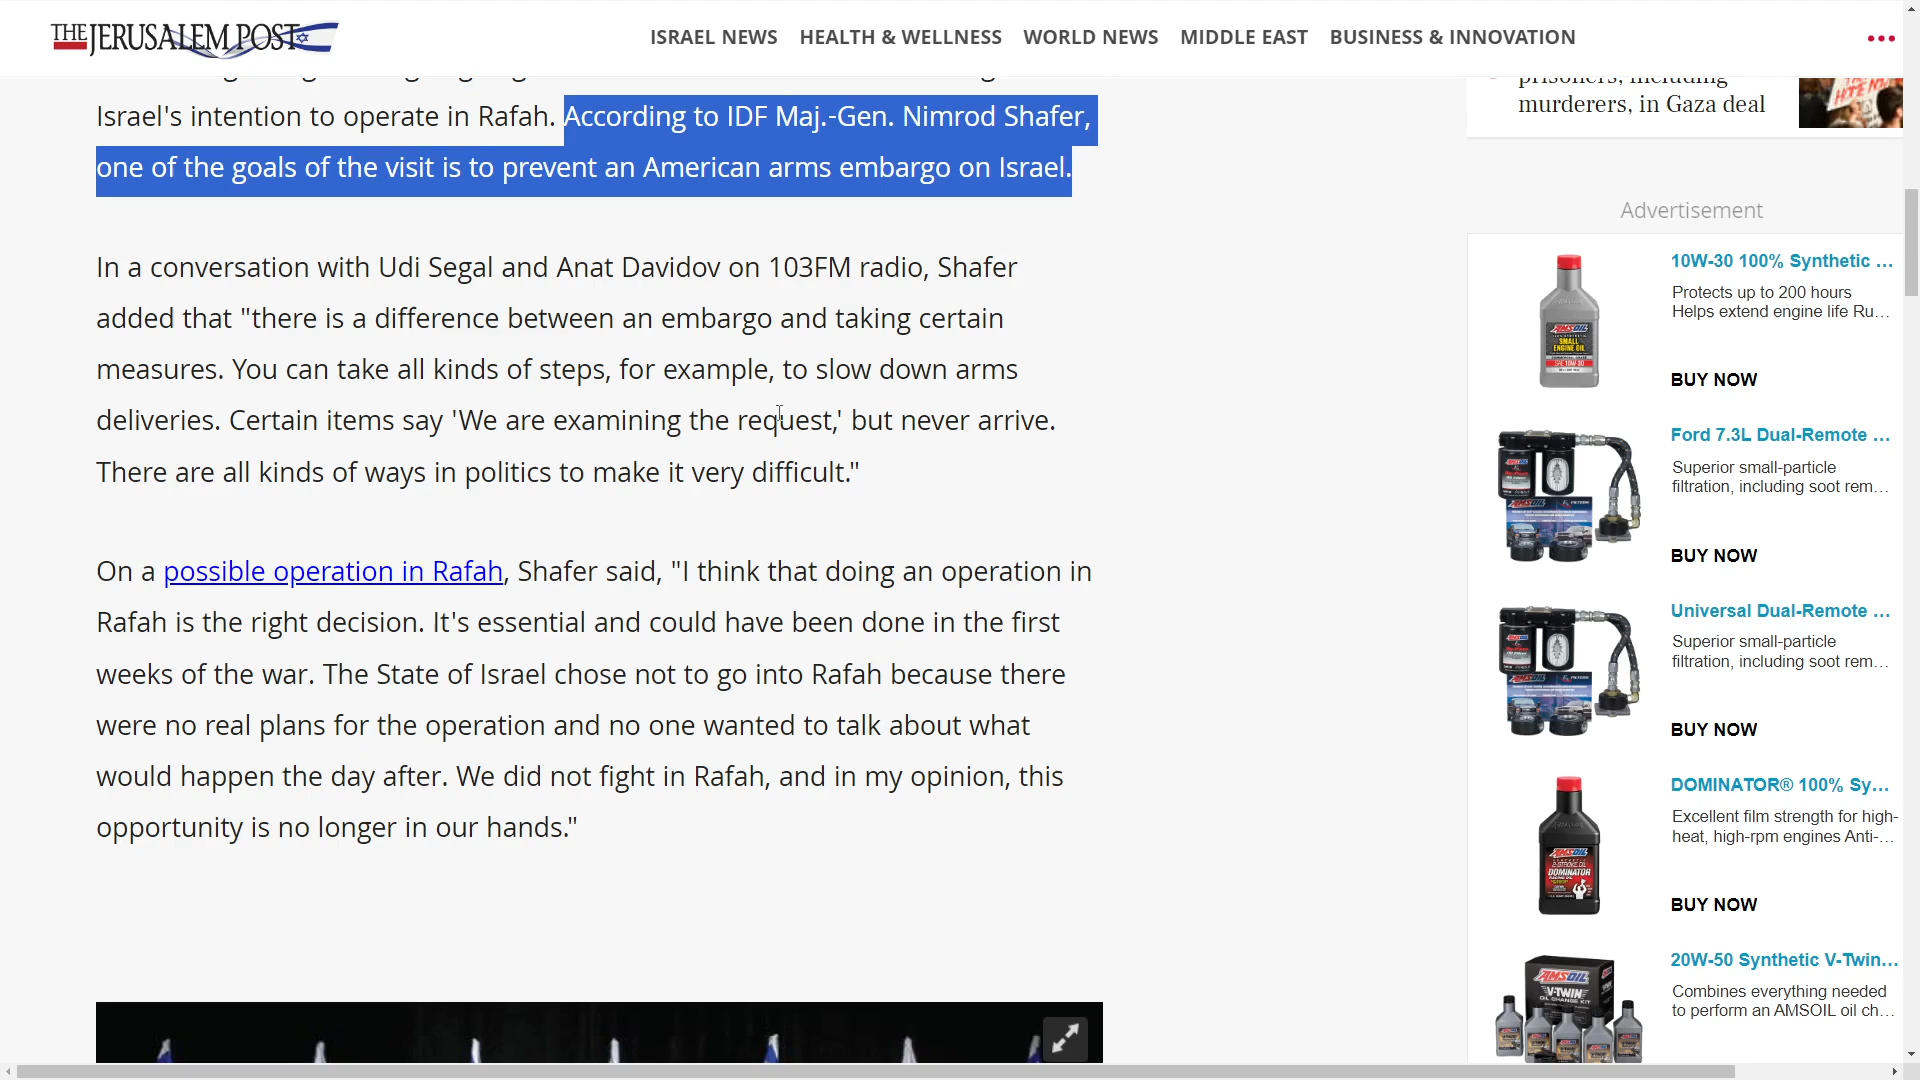 THE JERUSALEM POST
ISRAEL NEWS HEALTH & WELLNESS WORLD NEWS MIDDLE EAST BUSINESS & INNOVATION
Israel's intention to operate in Rafah. According to IDF Maj.-Gen. Nimrod Shafer,
one of the goals of the visit is to prevent an American arms embargo on Israel.
In a conversation with Udi Segal and Anat Davidov on 103FM radio, Shafer
added that "there is a difference between an embargo and taking certain
measures. You can take all kinds of steps, for example, to slow down arms
deliveries. Certain items say 'We are examining the request,' but never arrive.
There are all kinds of ways in politics to make it very difficult."
On a possible operation in Rafah, Shafer said, "I think that doing an operation in
Rafah is the right decision. It's essential and could have been done in the first
weeks of the war. The State of Israel chose not to go into Rafah because there
were no real plans for the operation and no one wanted to talk about what
would happen the day after. We did not fight in Rafah, and in my opinion, this
opportunity is no longer in our hands."
prisoners, including
murderers, in Gaza deal
Advertisement
10W-30 100% Synthetic ...
Protects up to 200 hours
Helps extend engine life Ru...
BUY NOW
AMSOIL
SMALL
ENGINE OIL
Ford 7.3L Dual-Remote ...
Superior small-particle
filtration, including soot rem...
BUY NOW
Universal Dual-Remote ...
Superior small-particle
filtration, including soot rem...
BUY NOW
DOMINATOR® 100% Sy...
Excellent film strength for high-
heat, high-rpm engines Anti-...
BUY NOW
AMSOIL
DOMINATOR
20W-50 Synthetic V-Twin...
Combines everything needed
to perform an AMSOIL oil ch...
AMSOIL
V-TWIN
OIL CHANGE KIT